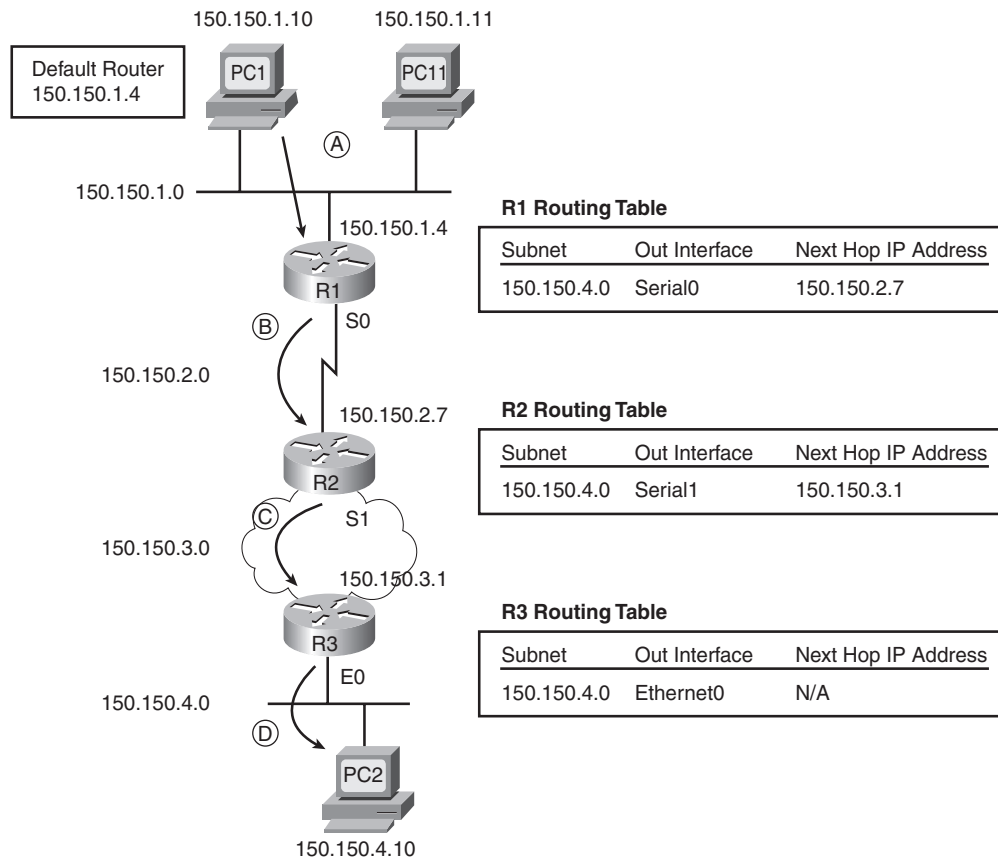 150.150.1.10
150.150.1.11
Default Router
150.150.1.4
PC1
PC11
A
150.150.1.0
150.150.1.4
R1
S0
B
150.150.2.0
150.150.2.7
R2
S1
C
150.150.3.0
150.150.3.1
R3
E0
150.150.4.0
D
PC2
150.150.4.10
R1 Routing Table
Subnet Out Interface Next Hop IP Address
150.150.4.0 Serial0 150.150.2.7
R2 Routing Table
Subnet Out Interface Next Hop IP Address
150.150.4.0 Serial1 150.150.3.1
R3 Routing Table
Subnet Out Interface Next Hop IP Address
150.150.4.0 Ethernet0 N/A